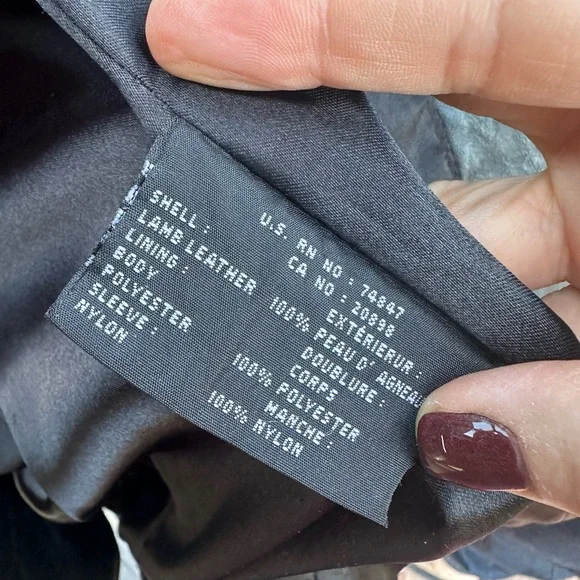 U.S. RN NO : 74847
CA NO : 20898
SHELL : EXTÉRIEUR :
LAMB LEATHER 100% PEAU D' AGNEAU
LINING : DOUBLURE :
BODY CORPS
POLYESTER 100% POLYESTER
SLEEVE : MANCHE :
NYLON 100% NYLON